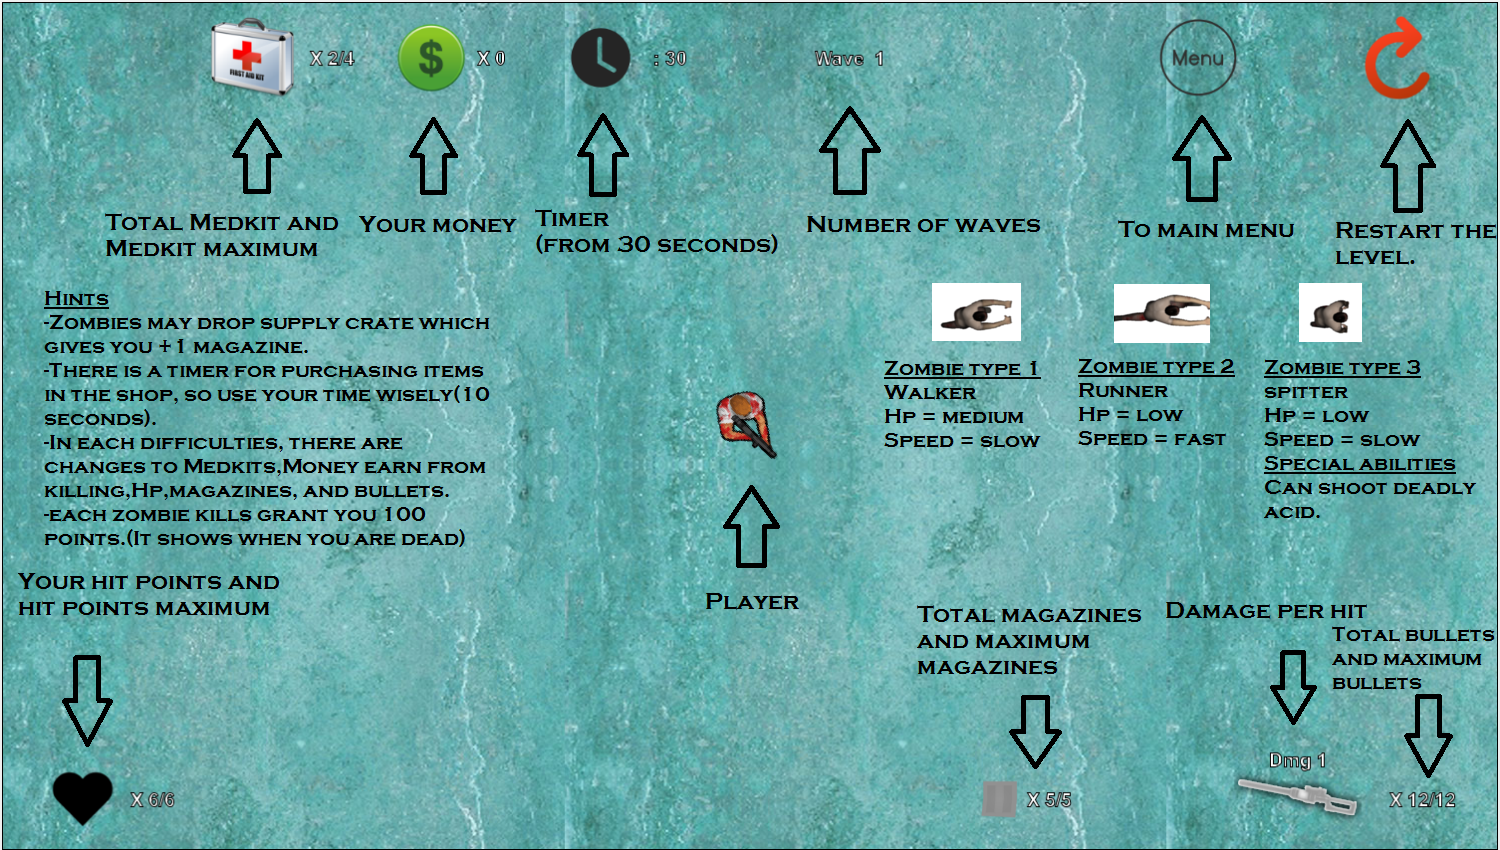 FIRST AID KIT
X 2/4
$
X 0
: 30
Wave 1
Menu
Total Medkit and
Medkit maximum
Your money
Timer
(from 30 seconds)
Number of waves
To main menu
Restart the
level.
Hints
-Zombies may drop supply crate which
gives you +1 magazine.
-There is a timer for purchasing items
in the shop, so use your time wisely(10
seconds).
-In each difficulties, there are
changes to Medkits,Money earn from
killing,Hp,magazines, and bullets.
-each zombie kills grant you 100
points.(It shows when you are dead)
Zombie type 1
Walker
Hp = medium
Speed = slow
Zombie type 2
Runner
Hp = low
Speed = fast
Zombie type 3
spitter
Hp = low
Speed = slow
Special abilities
Can shoot deadly
acid.
Player
Your hit points and
hit points maximum
X 6/6
Total magazines
and maximum
magazines
X 5/5
Damage per hit
Dmg 1
Total bullets
and maximum
bullets
X 12/12